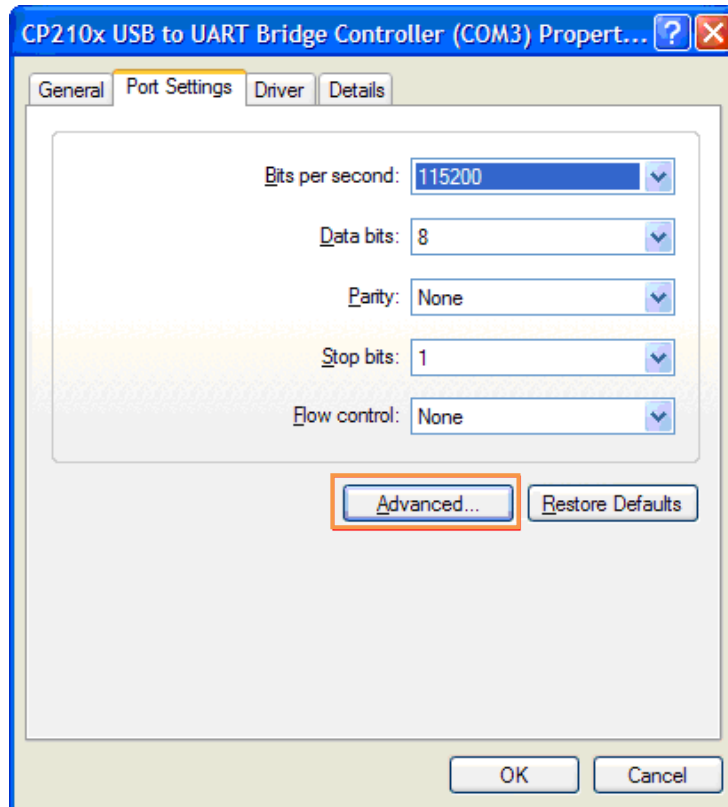 CP210x USB to UART Bridge Controller (COM3) Propert...
General Port Settings Driver Details
Bits per second: 115200
Data bits: 8
Parity: None
Stop bits: 1
Flow control: None
Advanced... Restore Defaults
OK Cancel